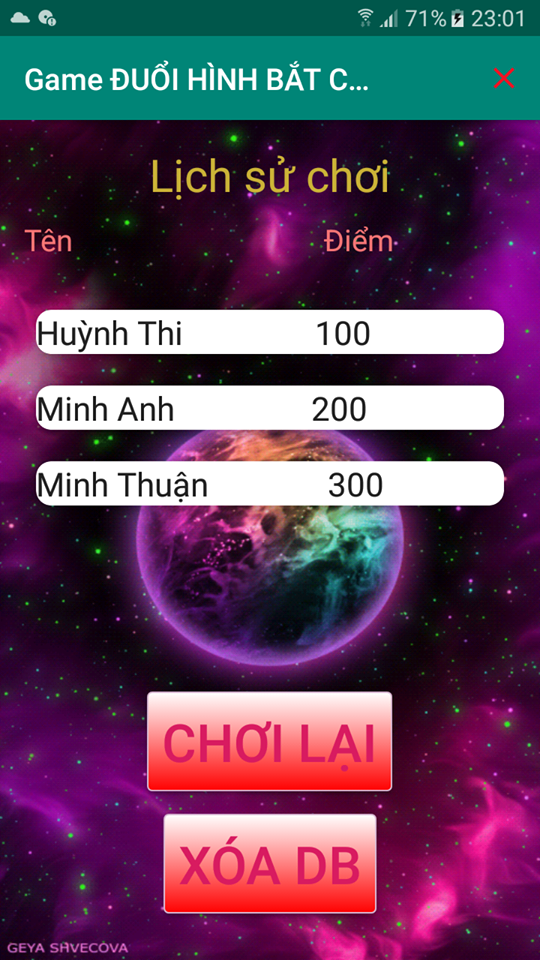 71% 23:01
Game ĐUỔI HÌNH BẮT C...
Lịch sử chơi
Tên Điểm
Huỳnh Thi 100
Minh Anh 200
Minh Thuận 300
CHƠI LẠI
XÓA DB
GEYA SHVECOVA